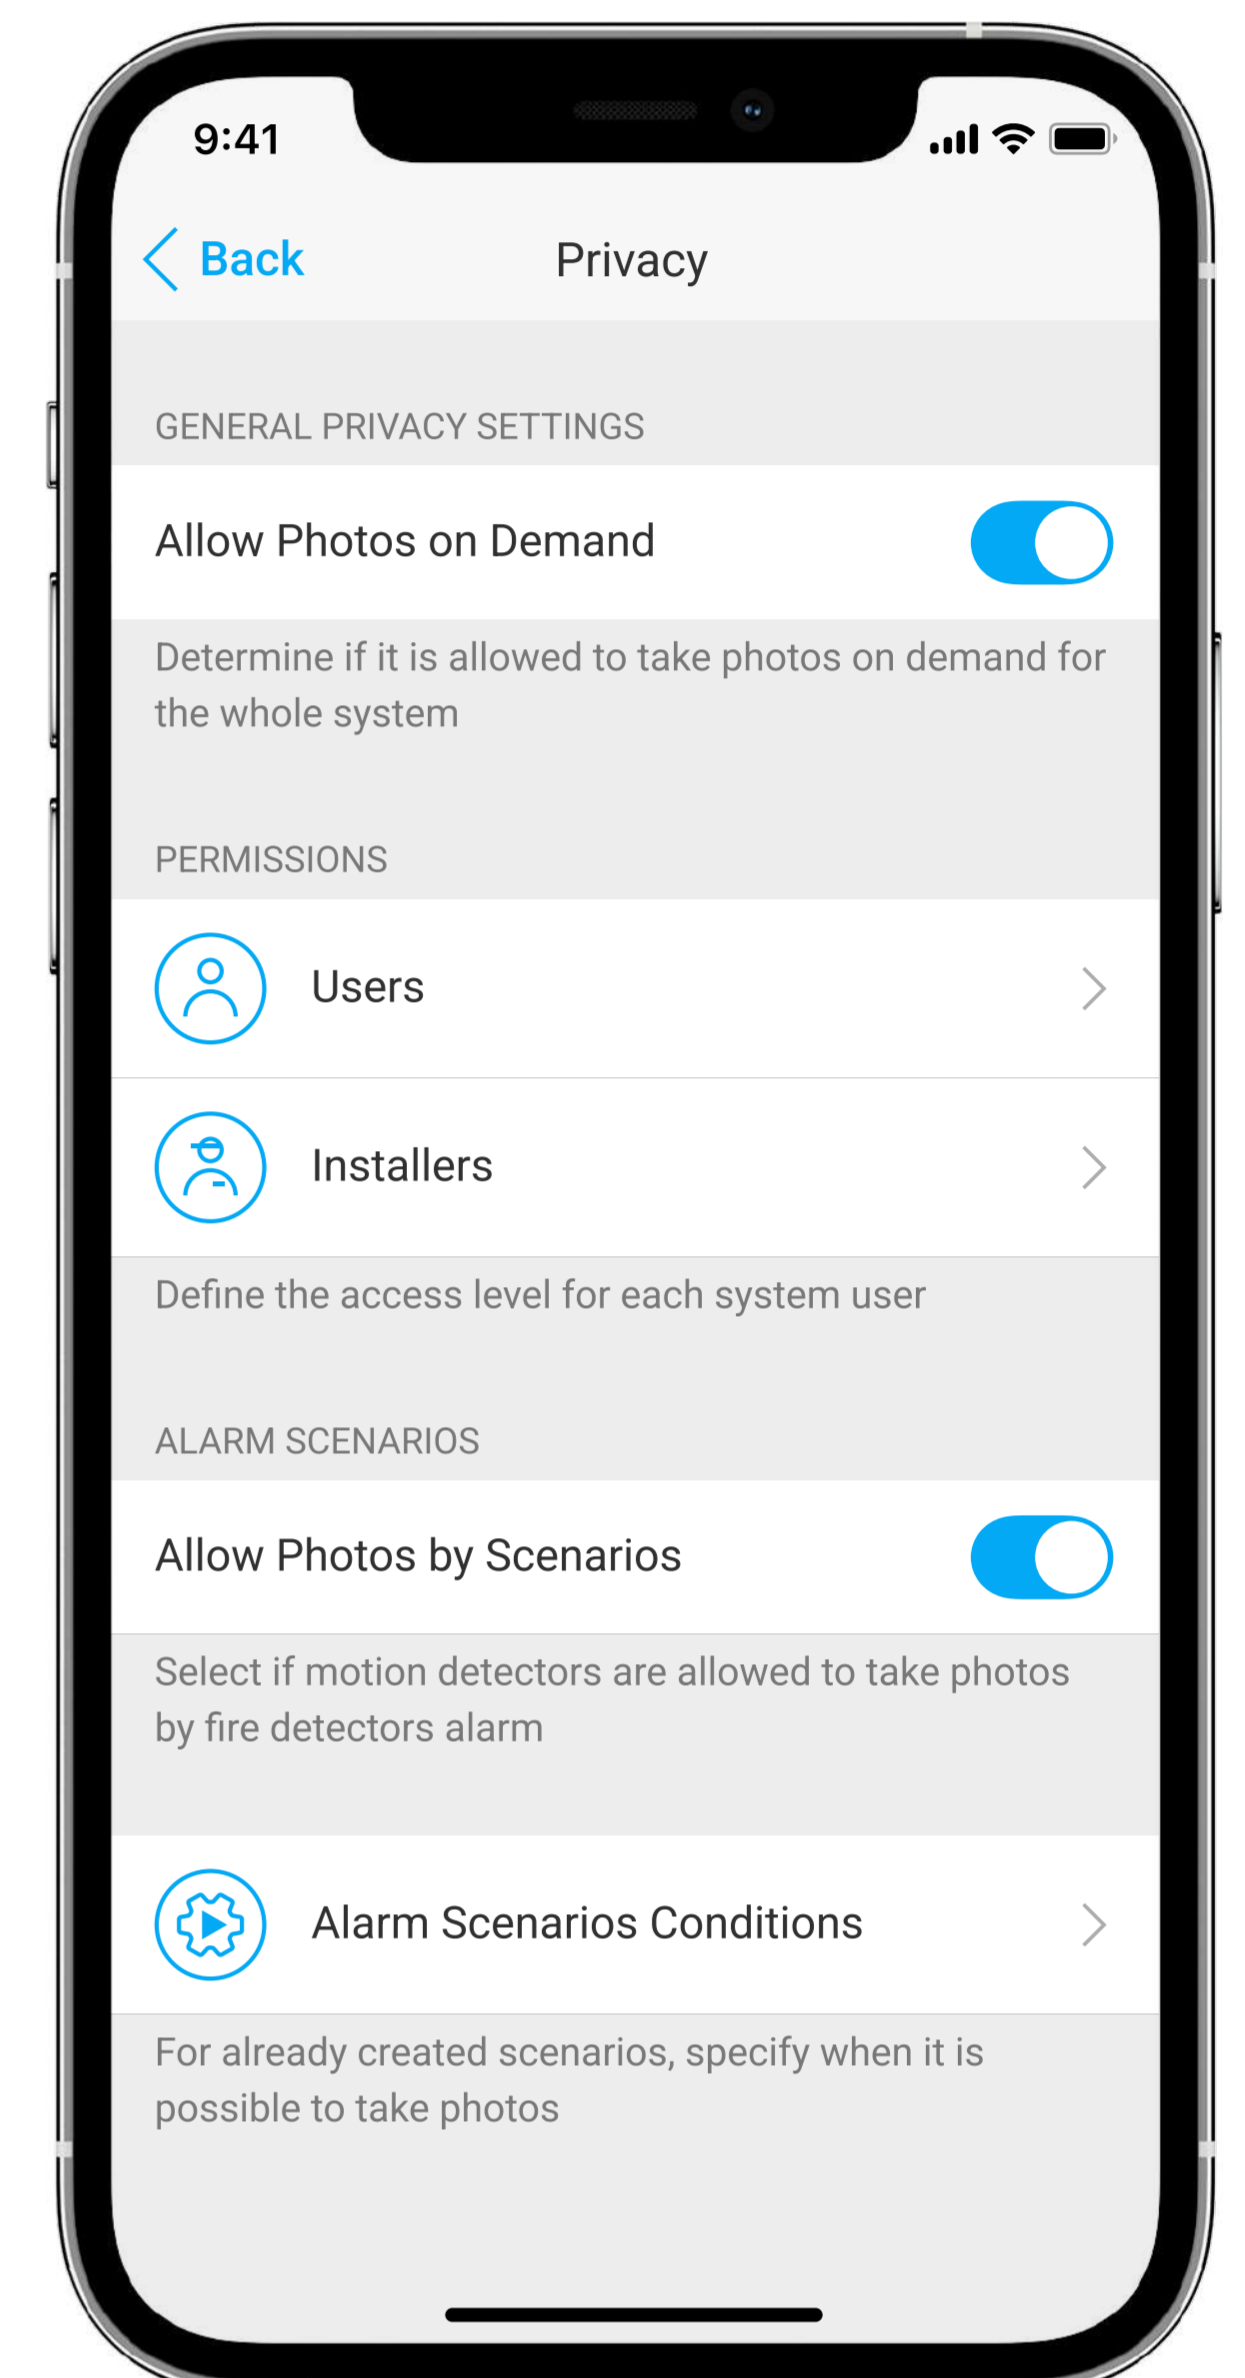 9:41
Back
Privacy
GENERAL PRIVACY SETTINGS
Allow Photos on Demand
Determine if it is allowed to take photos on demand for
the whole system
PERMISSIONS
Users
Installers
Define the access level for each system user
ALARM SCENARIOS
Allow Photos by Scenarios
Select if motion detectors are allowed to take photos
by fire detectors alarm
Alarm Scenarios Conditions
For already created scenarios, specify when it is
possible to take photos